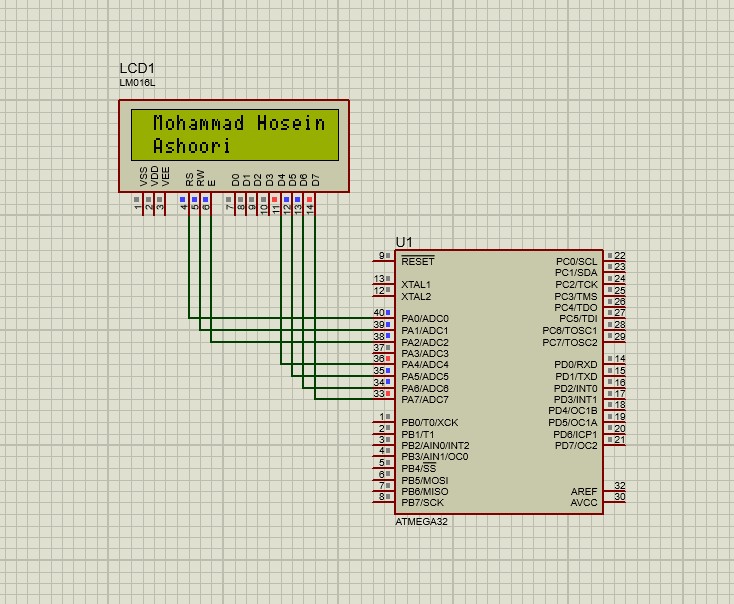 LCD1
LM016L
Mohammad Hosein
Ashoori
VSS
VDD
VEE
RS
RW
E
D0
D1
D2
D3
D4
D5
D6
D7
1
2
3
4
5
6
7
8
9
10
11
12
13
14
U1
9 RESET
13 XTAL1
12 XTAL2
40 PA0/ADC0
39 PA1/ADC1
38 PA2/ADC2
37 PA3/ADC3
36 PA4/ADC4
35 PA5/ADC5
34 PA6/ADC6
33 PA7/ADC7
1 PB0/T0/XCK
2 PB1/T1
3 PB2/AIN0/INT2
4 PB3/AIN1/OC0
5 PB4/SS
6 PB5/MOSI
7 PB6/MISO
8 PB7/SCK
PC0/SCL 22
PC1/SDA 23
PC2/TCK 24
PC3/TMS 25
PC4/TDO 26
PC5/TDI 27
PC6/TOSC1 28
PC7/TOSC2 29
PD0/RXD 14
PD1/TXD 15
PD2/INT0 16
PD3/INT1 17
PD4/OC1B 18
PD5/OC1A 19
PD6/ICP1 20
PD7/OC2 21
AREF 32
AVCC 30
ATMEGA32